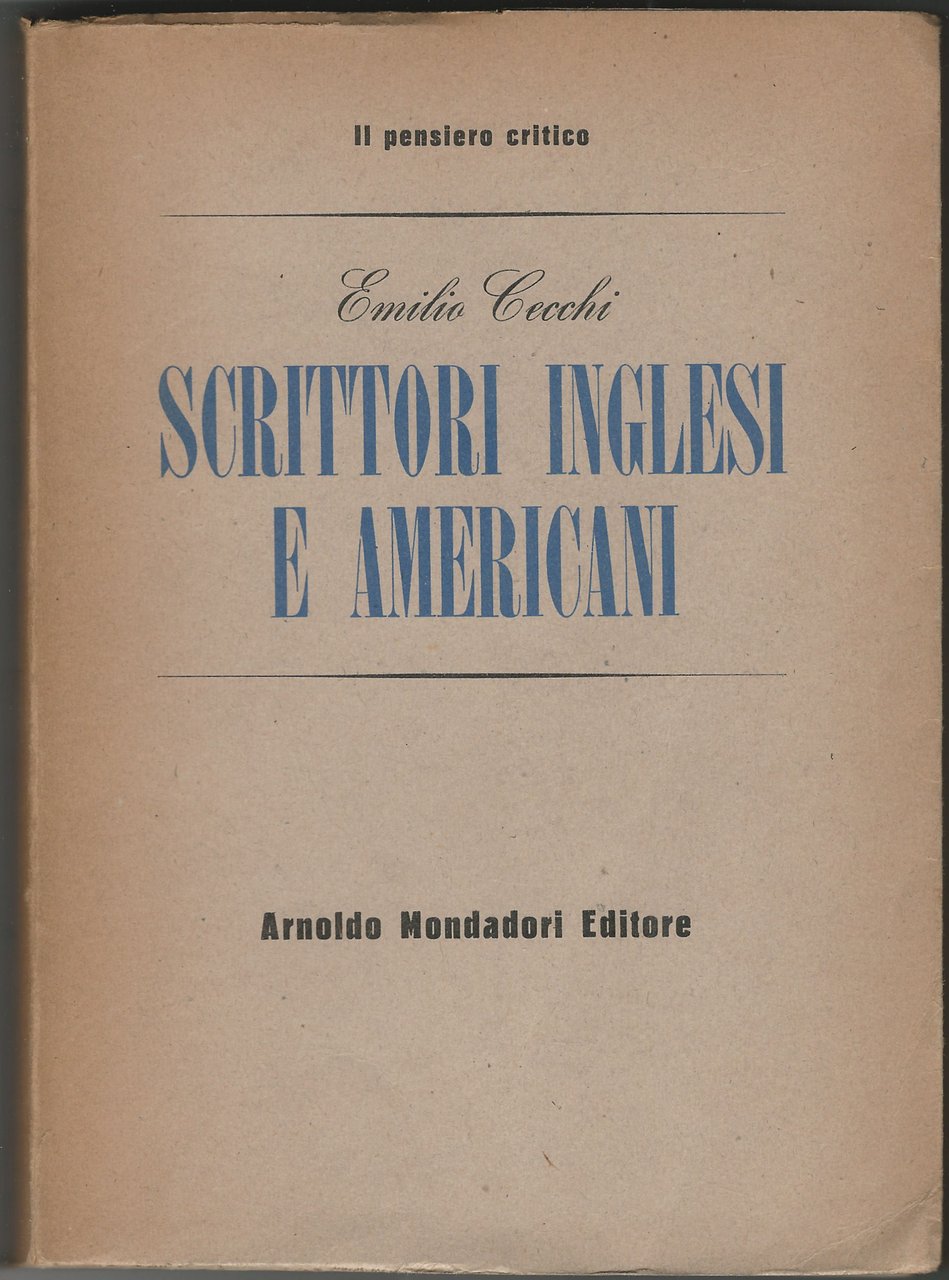 Il pensiero critico
Emilio Cecchi
SCRITTORI INGLESI
E AMERICANI
Arnoldo Mondadori Editore